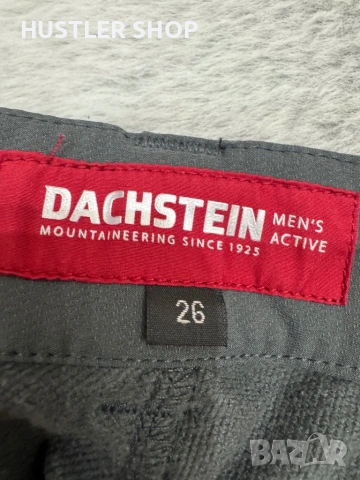 HUSTLER SHOP
DACHSTEIN MEN'S
MOUNTAINEERING SINCE 1925 ACTIVE
26
BAZAR